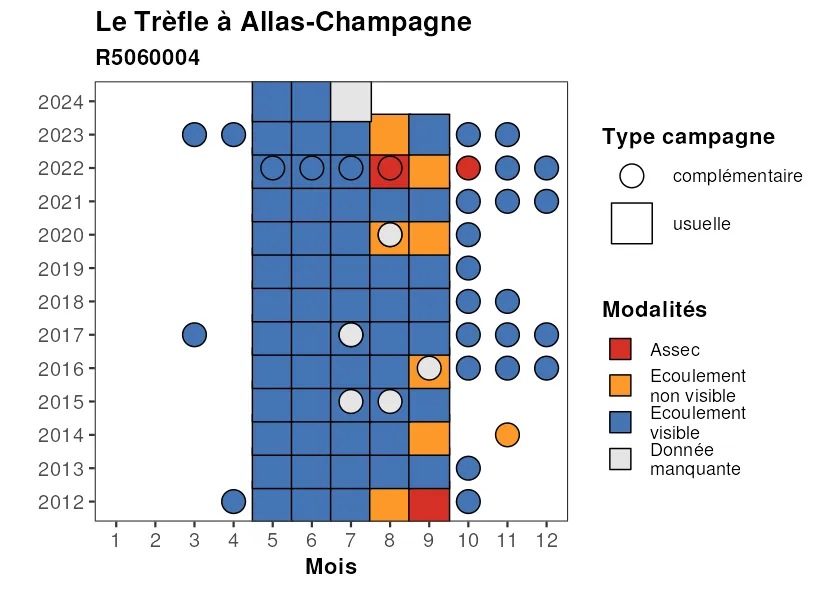 Le Trèfle à Allas-Champagne
R5060004
2024
2023
2022
2021
2020
2019
2018
2017
2016
2015
2014
2013
2012
1 2 3 4 5 6 7 8 9 10 11 12
Mois
Type campagne
complémentaire
usuelle
Modalités
Assec
Ecoulement
non visible
Ecoulement
visible
Donnée
manquante